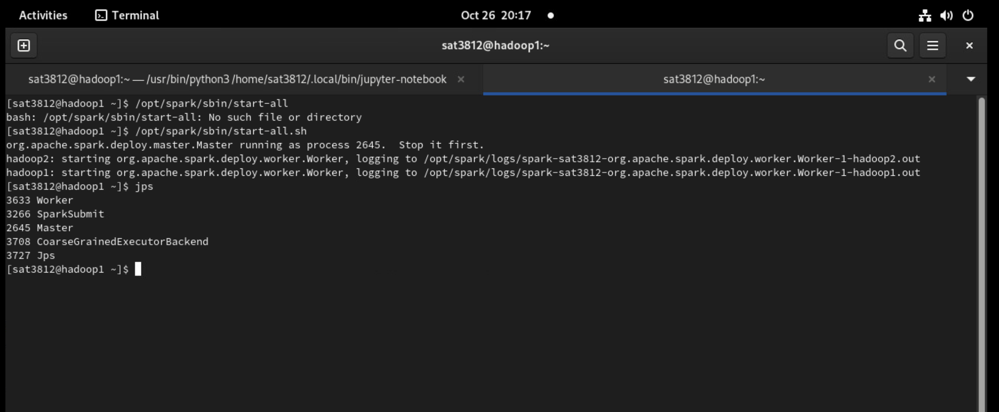 Activities Terminal Oct 26 20:17
sat3812@hadoop1:~
sat3812@hadoop1:~ — /usr/bin/python3 /home/sat3812/.local/bin/jupyter-notebook sat3812@hadoop1:~
[sat3812@hadoop1 ~]$ /opt/spark/sbin/start-all
bash: /opt/spark/sbin/start-all: No such file or directory
[sat3812@hadoop1 ~]$ /opt/spark/sbin/start-all.sh
org.apache.spark.deploy.master.Master running as process 2645.  Stop it first.
hadoop2: starting org.apache.spark.deploy.worker.Worker, logging to /opt/spark/logs/spark-sat3812-org.apache.spark.deploy.worker.Worker-1-hadoop2.out
hadoop1: starting org.apache.spark.deploy.worker.Worker, logging to /opt/spark/logs/spark-sat3812-org.apache.spark.deploy.worker.Worker-1-hadoop1.out
[sat3812@hadoop1 ~]$ jps
3633 Worker
3266 SparkSubmit
2645 Master
3708 CoarseGrainedExecutorBackend
3727 Jps
[sat3812@hadoop1 ~]$